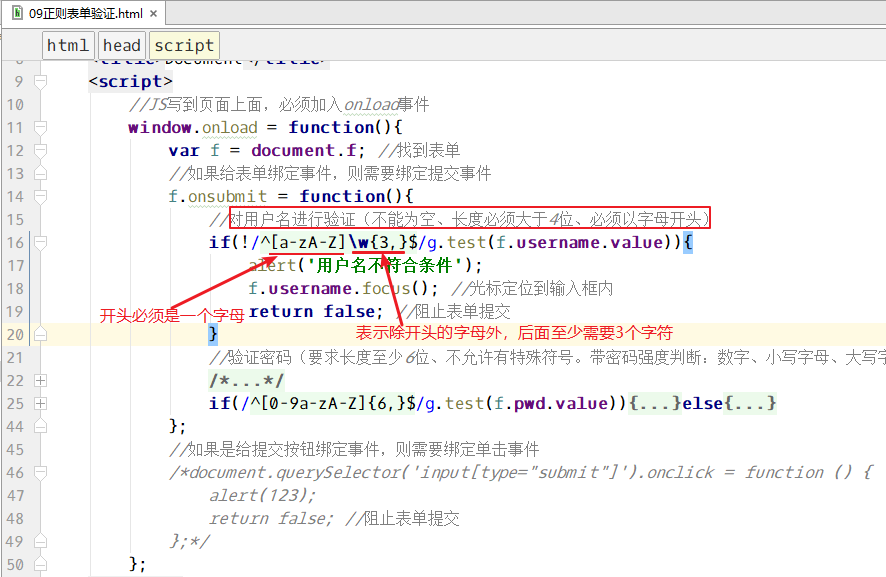 09正则表单验证.html ×
html head script
8 <title>Document</title>
9 <script>
10 //JS写到页面上面，必须加入onload事件
11 window.onload = function(){
12 var f = document.f; //找到表单
13 //如果给表单绑定事件，则需要绑定提交事件
14 f.onsubmit = function(){
15 //对用户名进行验证（不能为空、长度必须大于4位、必须以字母开头）
16 if(!/^[a-zA-Z]\w{3,}$/g.test(f.username.value)){
17 alert('用户名不符合条件');
18 f.username.focus(); //光标定位到输入框内
19 return false; //阻止表单提交
开头必须是一个字母
表示除开头的字母外，后面至少需要3个字符
20 }
21 //验证密码（要求长度至少6位、不允许有特殊符号。带密码强度判断：数字、小写字母、大写字
22 /*...*/
25 if(/^[0-9a-zA-Z]{6,}$/g.test(f.pwd.value)){...}else{...}
44 };
45 //如果是给提交按钮绑定事件，则需要绑定单击事件
46 /*document.querySelector('input[type="submit"]').onclick = function () {
47 alert(123);
48 return false; //阻止表单提交
49 };*/
50 };